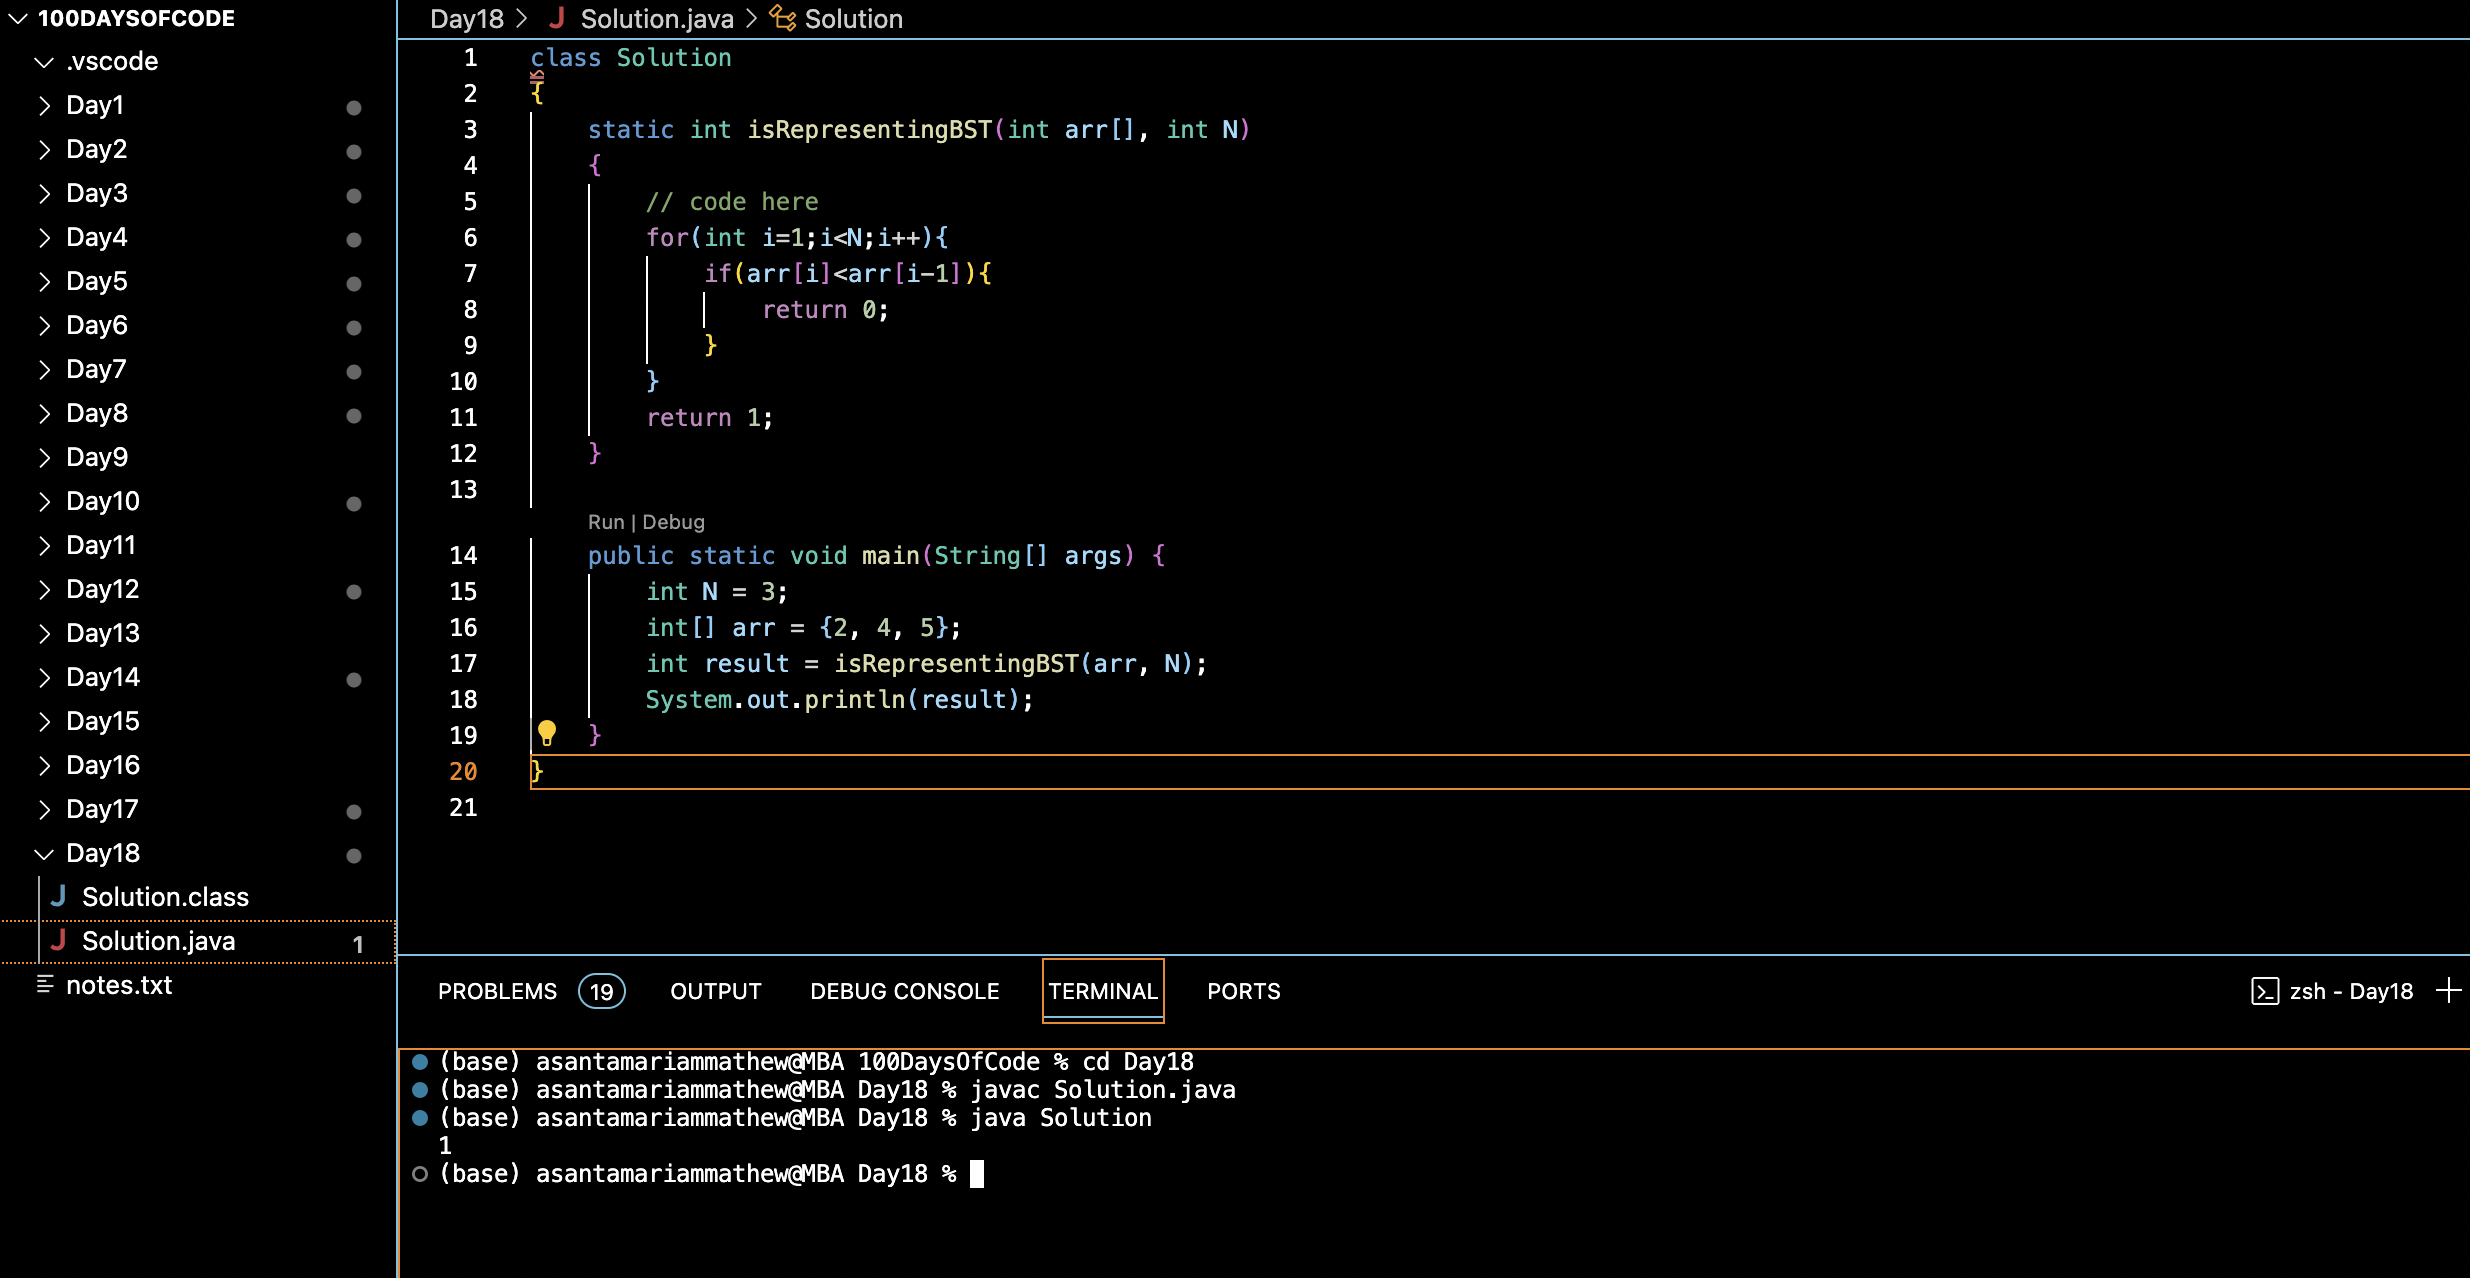 100DAYSOFCODE
.vscode
Day1
Day2
Day3
Day4
Day5
Day6
Day7
Day8
Day9
Day10
Day11
Day12
Day13
Day14
Day15
Day16
Day17
Day18
Solution.class
Solution.java 1
notes.txt
Day18 > Solution.java > Solution
1 class Solution
2 {
3 static int isRepresentingBST(int arr[], int N)
4 {
5 // code here
6 for(int i=1;i<N;i++){
7 if(arr[i]<arr[i-1]){
8 return 0;
9 }
10 }
11 return 1;
12 }
13
Run | Debug
14 public static void main(String[] args) {
15 int N = 3;
16 int[] arr = {2, 4, 5};
17 int result = isRepresentingBST(arr, N);
18 System.out.println(result);
19 }
20 }
21
PROBLEMS 19 OUTPUT DEBUG CONSOLE TERMINAL PORTS zsh - Day18
(base) asantamariammathew@MBA 100DaysOfCode % cd Day18
(base) asantamariammathew@MBA Day18 % javac Solution.java
(base) asantamariammathew@MBA Day18 % java Solution
1
(base) asantamariammathew@MBA Day18 %